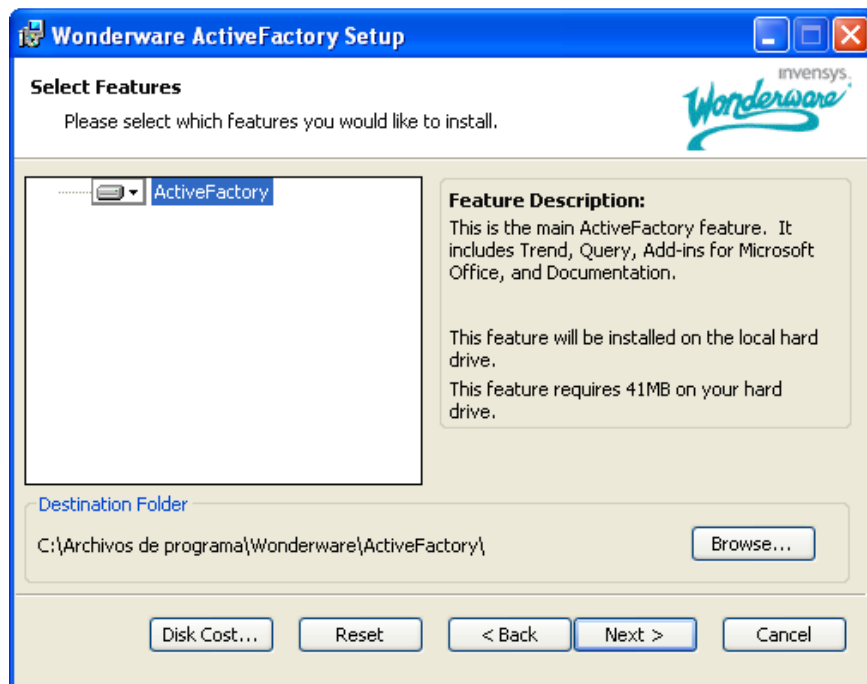 Wonderware ActiveFactory Setup
Select Features
Please select which features you would like to install.
invensys.
Wonderware
ActiveFactory
Feature Description:
This is the main ActiveFactory feature.  It
includes Trend, Query, Add-ins for Microsoft
Office, and Documentation.
This feature will be installed on the local hard
drive.
This feature requires 41MB on your hard
drive.
Destination Folder
C:\Archivos de programa\Wonderware\ActiveFactory\
Browse...
Disk Cost... Reset < Back Next > Cancel